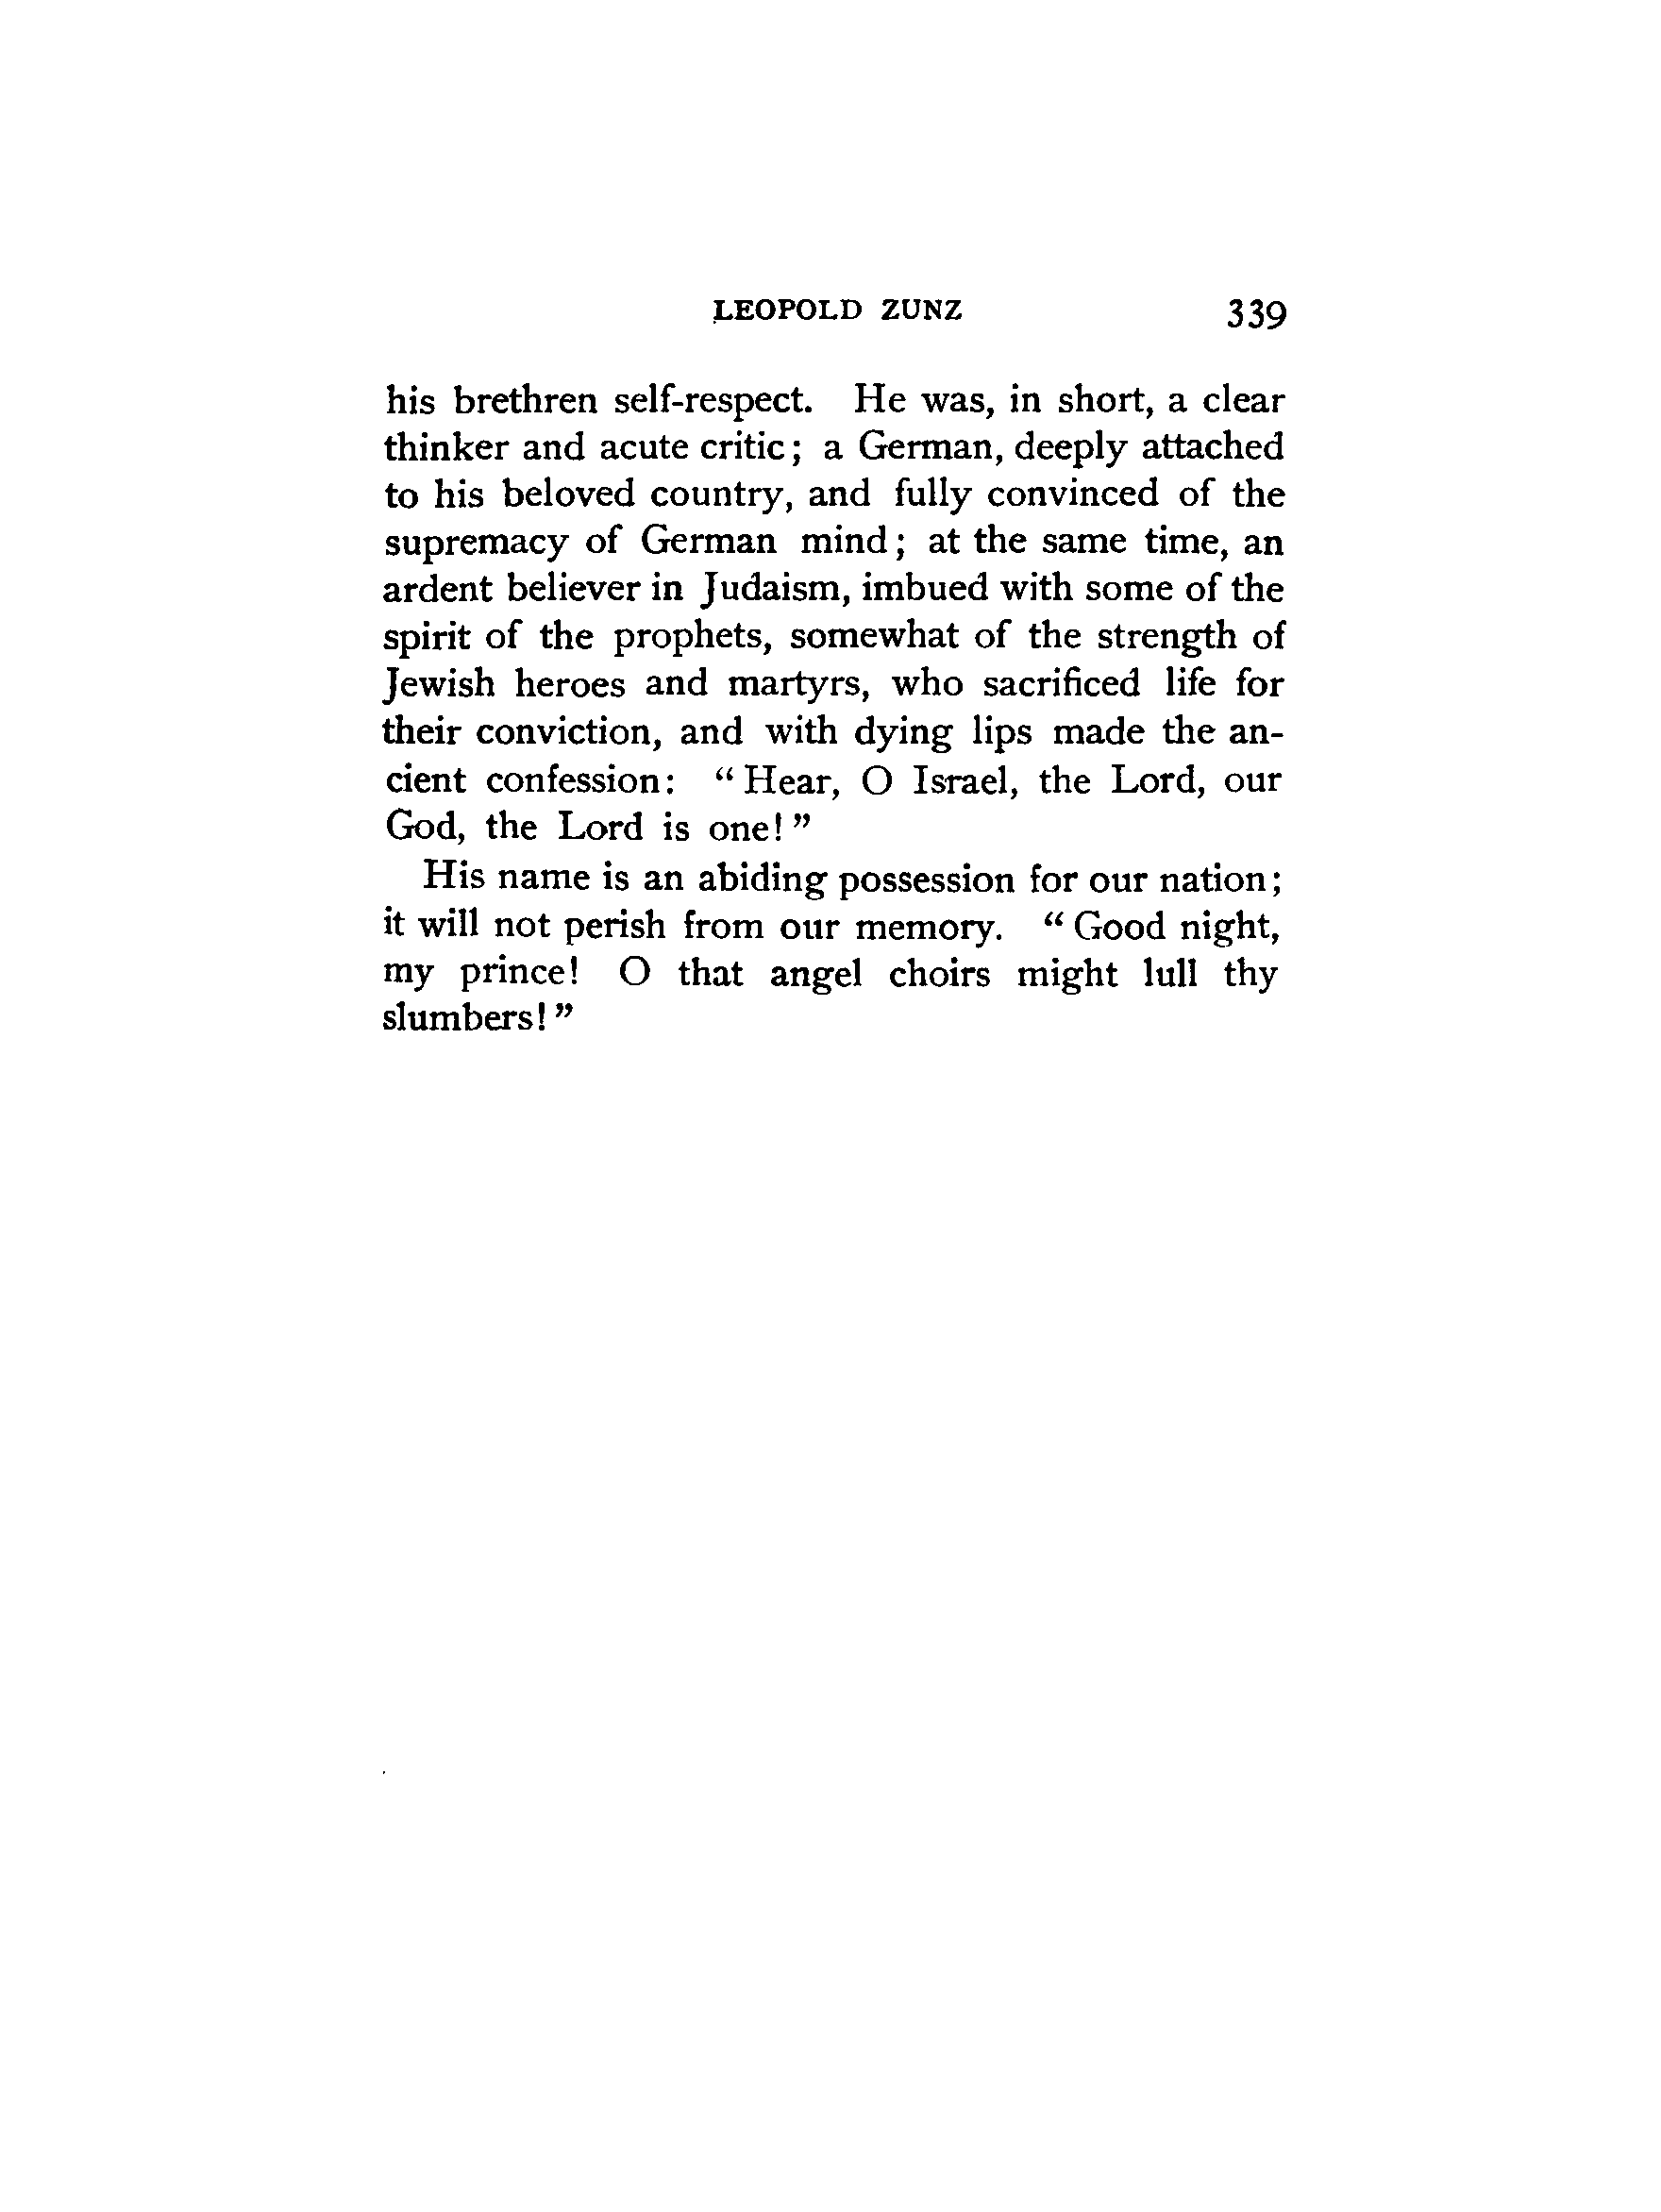 LEOPOLD ZUNZ 339
his brethren self-respect. He was, in short, a clear
thinker and acute critic; a German, deeply attached
to his beloved country, and fully convinced of the
supremacy of German mind; at the same time, an
ardent believer in Judaism, imbued with some of the
spirit of the prophets, somewhat of the strength of
Jewish heroes and martyrs, who sacrificed life for
their conviction, and with dying lips made the an-
cient confession: “Hear, O Israel, the Lord, our
God, the Lord is one!”
His name is an abiding possession for our nation;
it will not perish from our memory. “Good night,
my prince! O that angel choirs might lull thy
slumbers!”